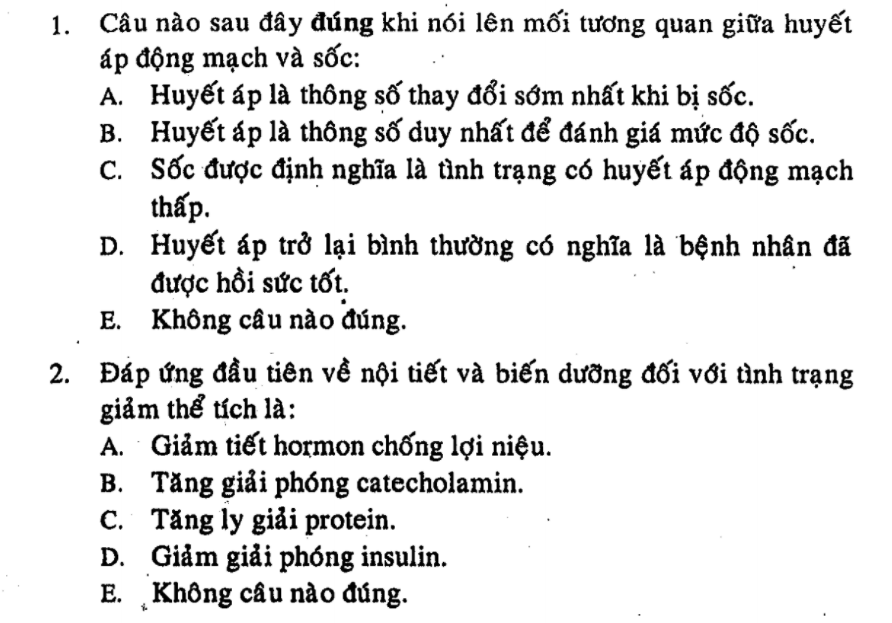 1. Câu nào sau đây đúng khi nói lên mối tương quan giữa huyết
áp động mạch và sốc:
A. Huyết áp là thông số thay đổi sớm nhất khi bị sốc.
B. Huyết áp là thông số duy nhất để đánh giá mức độ sốc.
C. Sốc được định nghĩa là tình trạng có huyết áp động mạch
thấp.
D. Huyết áp trở lại bình thường có nghĩa là bệnh nhân đã
được hồi sức tốt.
E. Không câu nào đúng.
2. Đáp ứng đầu tiên về nội tiết và biến dưỡng đối với tình trạng
giảm thể tích là:
A. Giảm tiết hormon chống lợi niệu.
B. Tăng giải phóng catecholamin.
C. Tăng ly giải protein.
D. Giảm giải phóng insulin.
E. Không câu nào đúng.